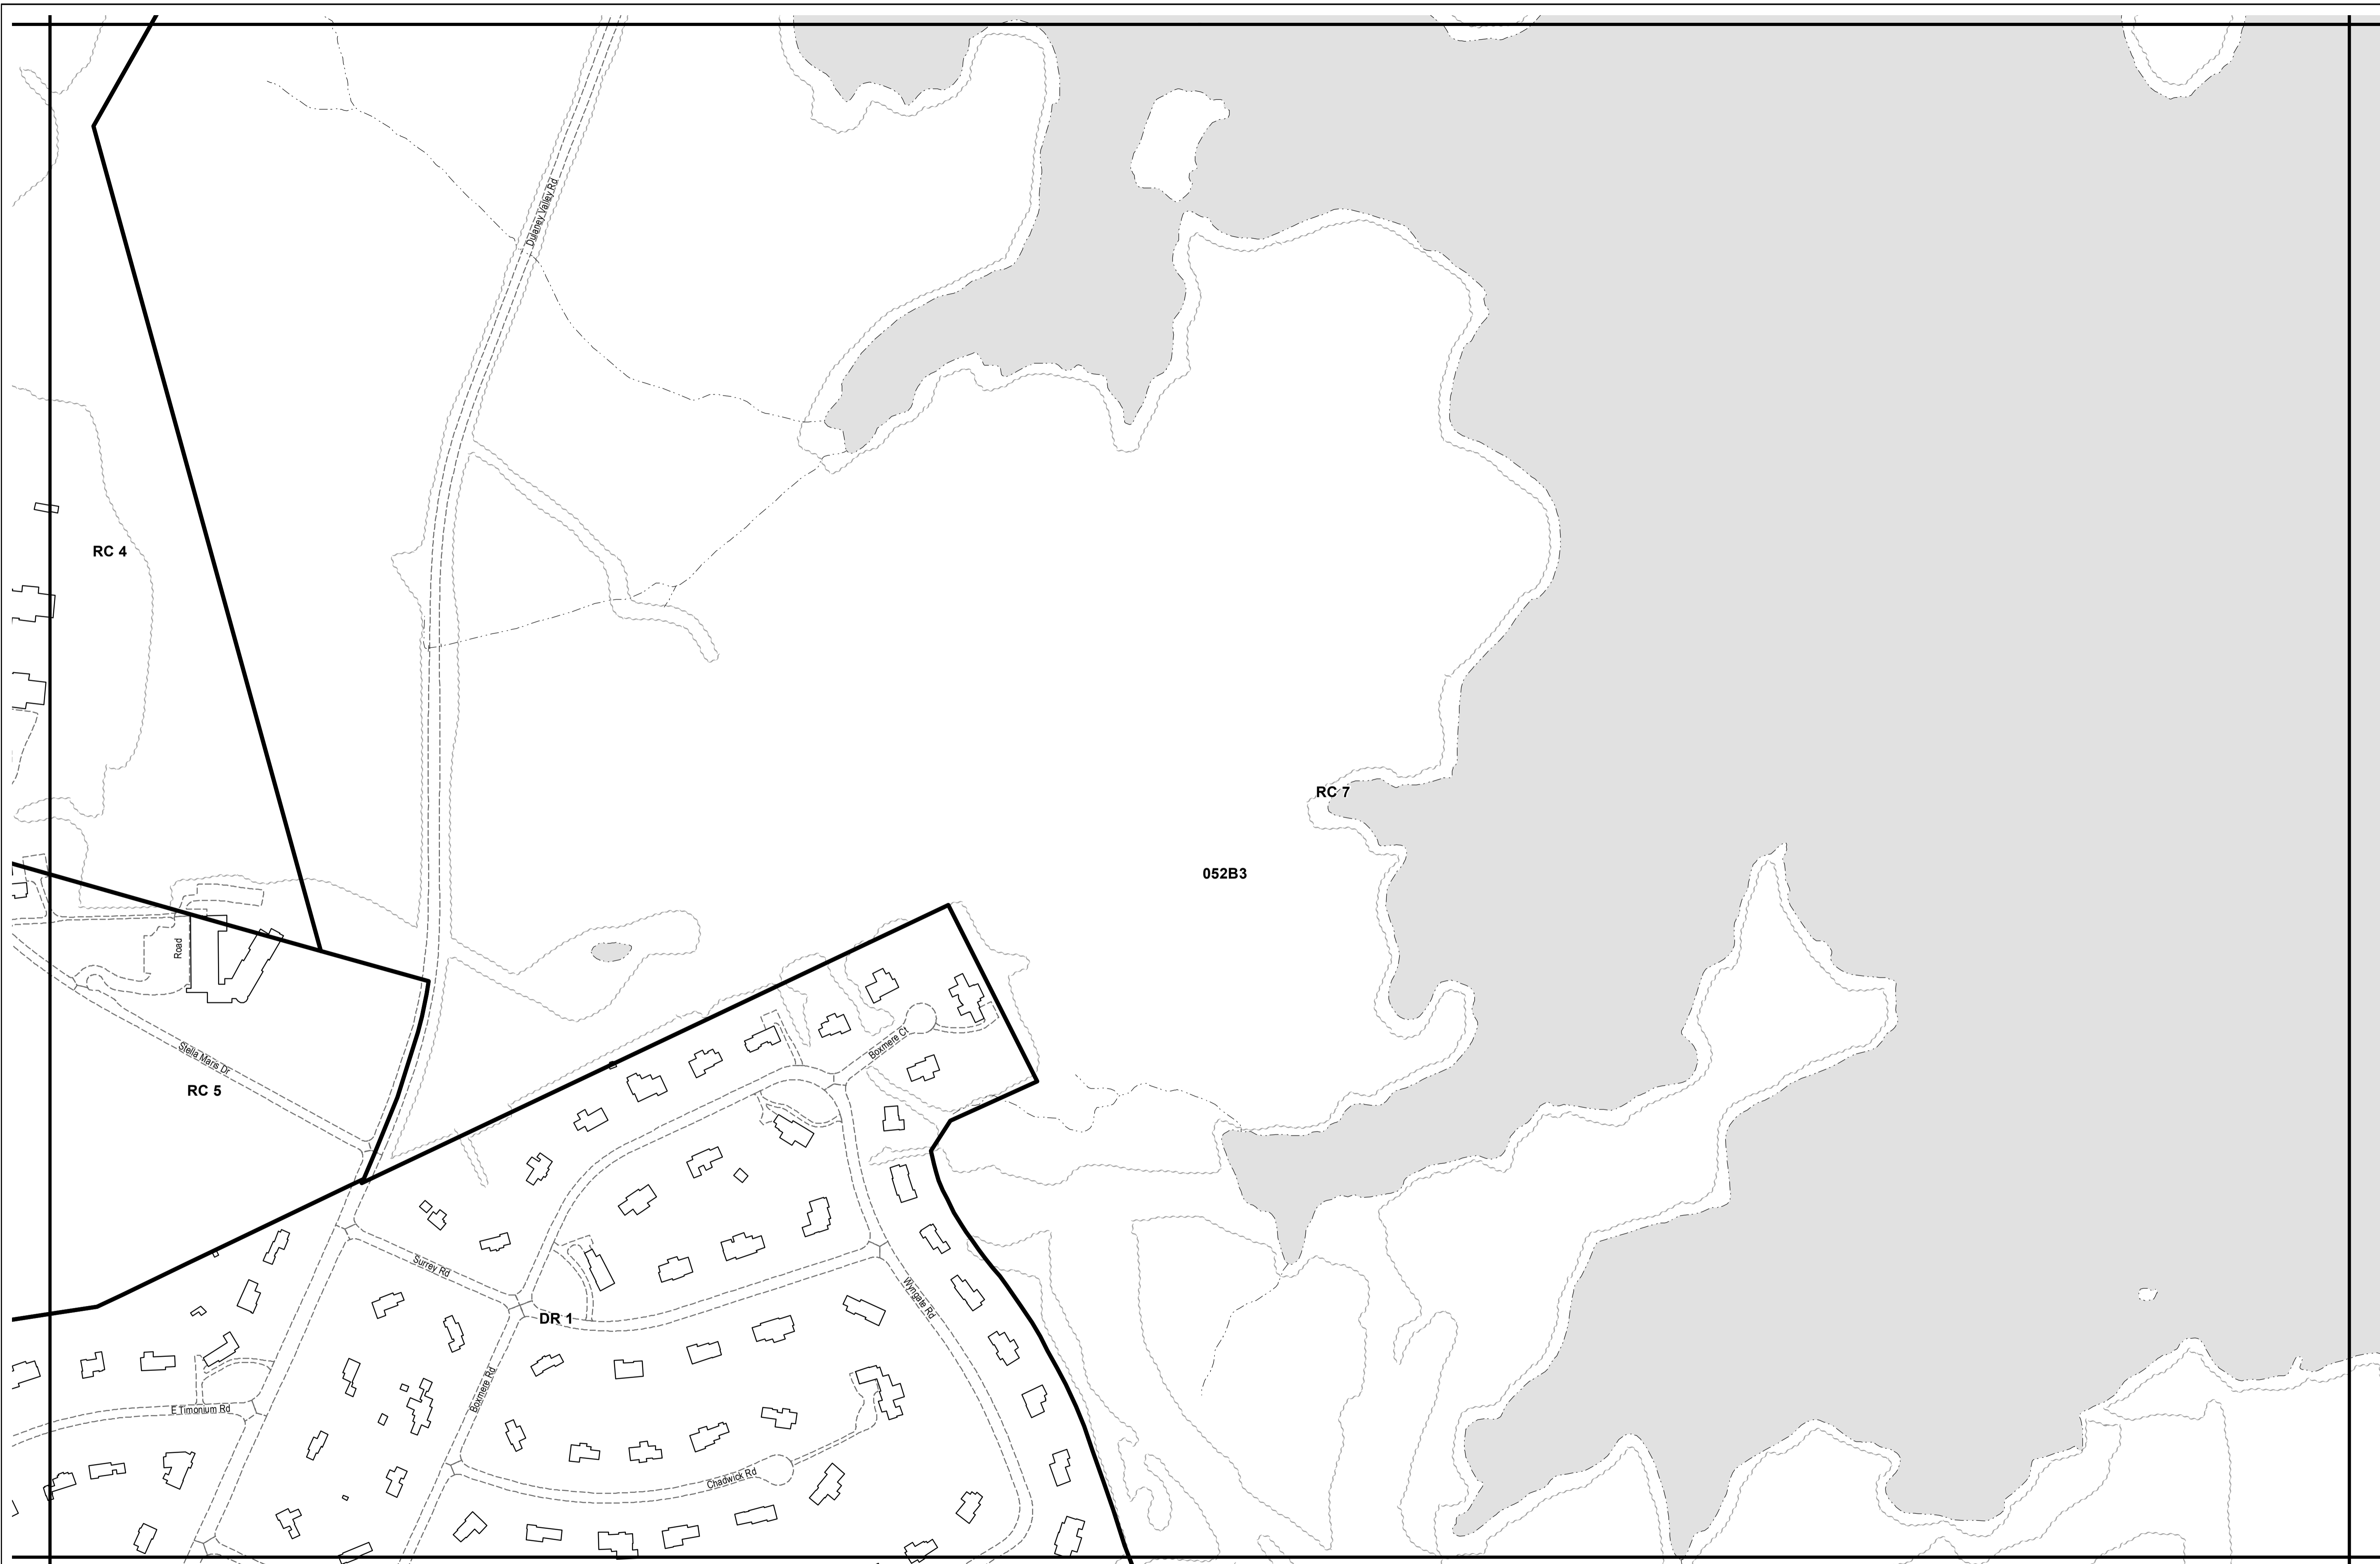 Dulaney Valley Rd
RC 4
RC 7
052B3
Road
Stella Maris Dr
RC 5
Boxmere Ct
Surrey Rd
DR 1
Wyngate Rd
Boxmere Rd
E Timonium Rd
Chadwick Rd